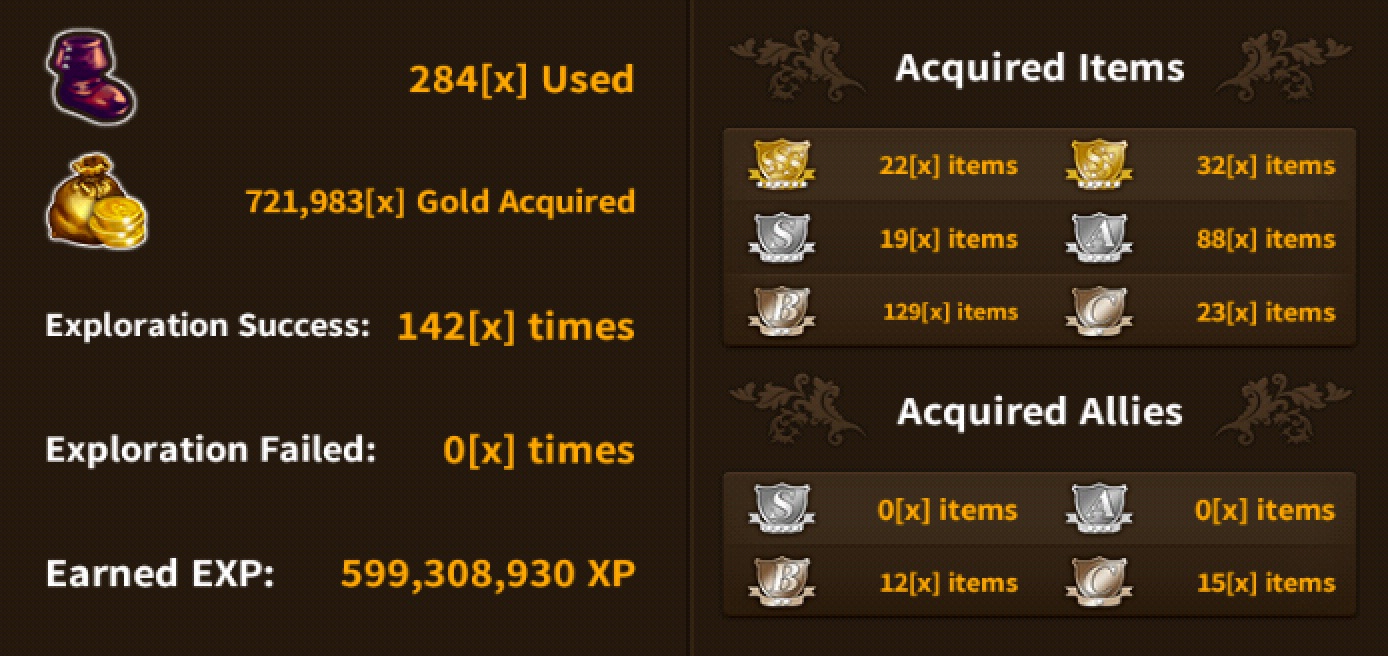 284[x] Used
721,983[x] Gold Acquired
Exploration Success: 142[x] times
Exploration Failed: 0[x] times
Earned EXP: 599,308,930 XP
Acquired Items
SSS 22[x] items SS 32[x] items
S 19[x] items A 88[x] items
B 129[x] items C 23[x] items
Acquired Allies
S 0[x] items A 0[x] items
B 12[x] items C 15[x] items